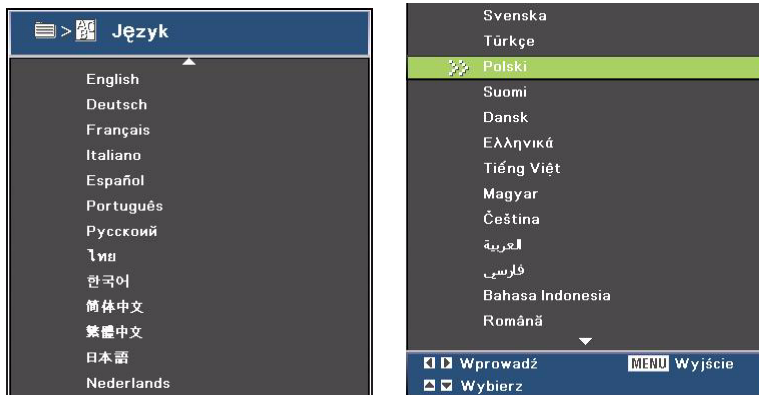 > Język
English
Deutsch
Français
Italiano
Español
Português
Русскоий
ไทย
한국어
简体中文
繁體中文
日本語
Nederlands
Svenska
Türkçe
Polski
Suomi
Dansk
Ελληνικά
Tiếng Việt
Magyar
Čeština
العربية
فارسي
Bahasa Indonesia
Română
Wprowadź MENU Wyjście
Wybierz